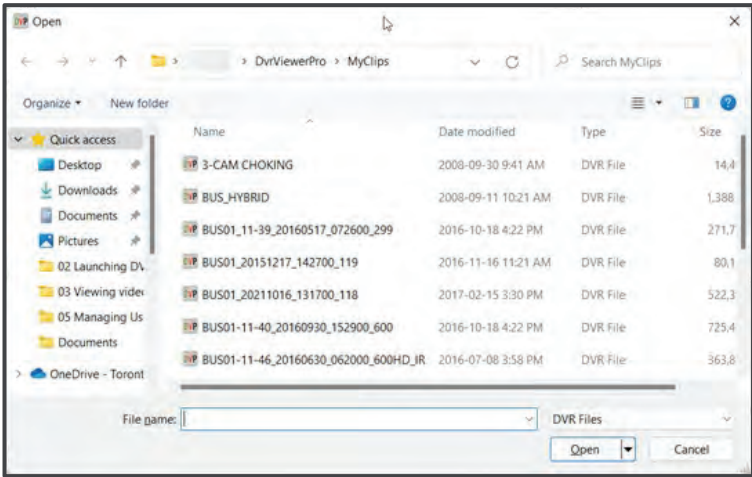 DVP Open
DvrViewerPro > MyClips
Search MyClips
Organize
New folder
Name Date modified Type Size
Quick access
Desktop
Downloads
Documents
Pictures
02 Launching DV
03 Viewing video
05 Managing Us
Documents
OneDrive - Toront
3-CAM CHOKING 2008-09-30 9:41 AM DVR File 14,4
BUS_HYBRID 2008-09-11 10:21 AM DVR File 1,388
BUS01_11-39_20160517_072600_299 2016-10-18 4:22 PM DVR File 271,7
BUS01_20151217_142700_119 2016-11-16 11:21 AM DVR File 80,1
BUS01_20211016_131700_118 2017-02-15 3:30 PM DVR File 522,3
BUS01-11-40_20160930_152900_600 2016-10-18 4:22 PM DVR File 725,4
BUS01-11-46_20160630_062000_600HD_IR 2016-07-08 3:58 PM DVR File 363,8
File name:
DVR Files
Open
Cancel